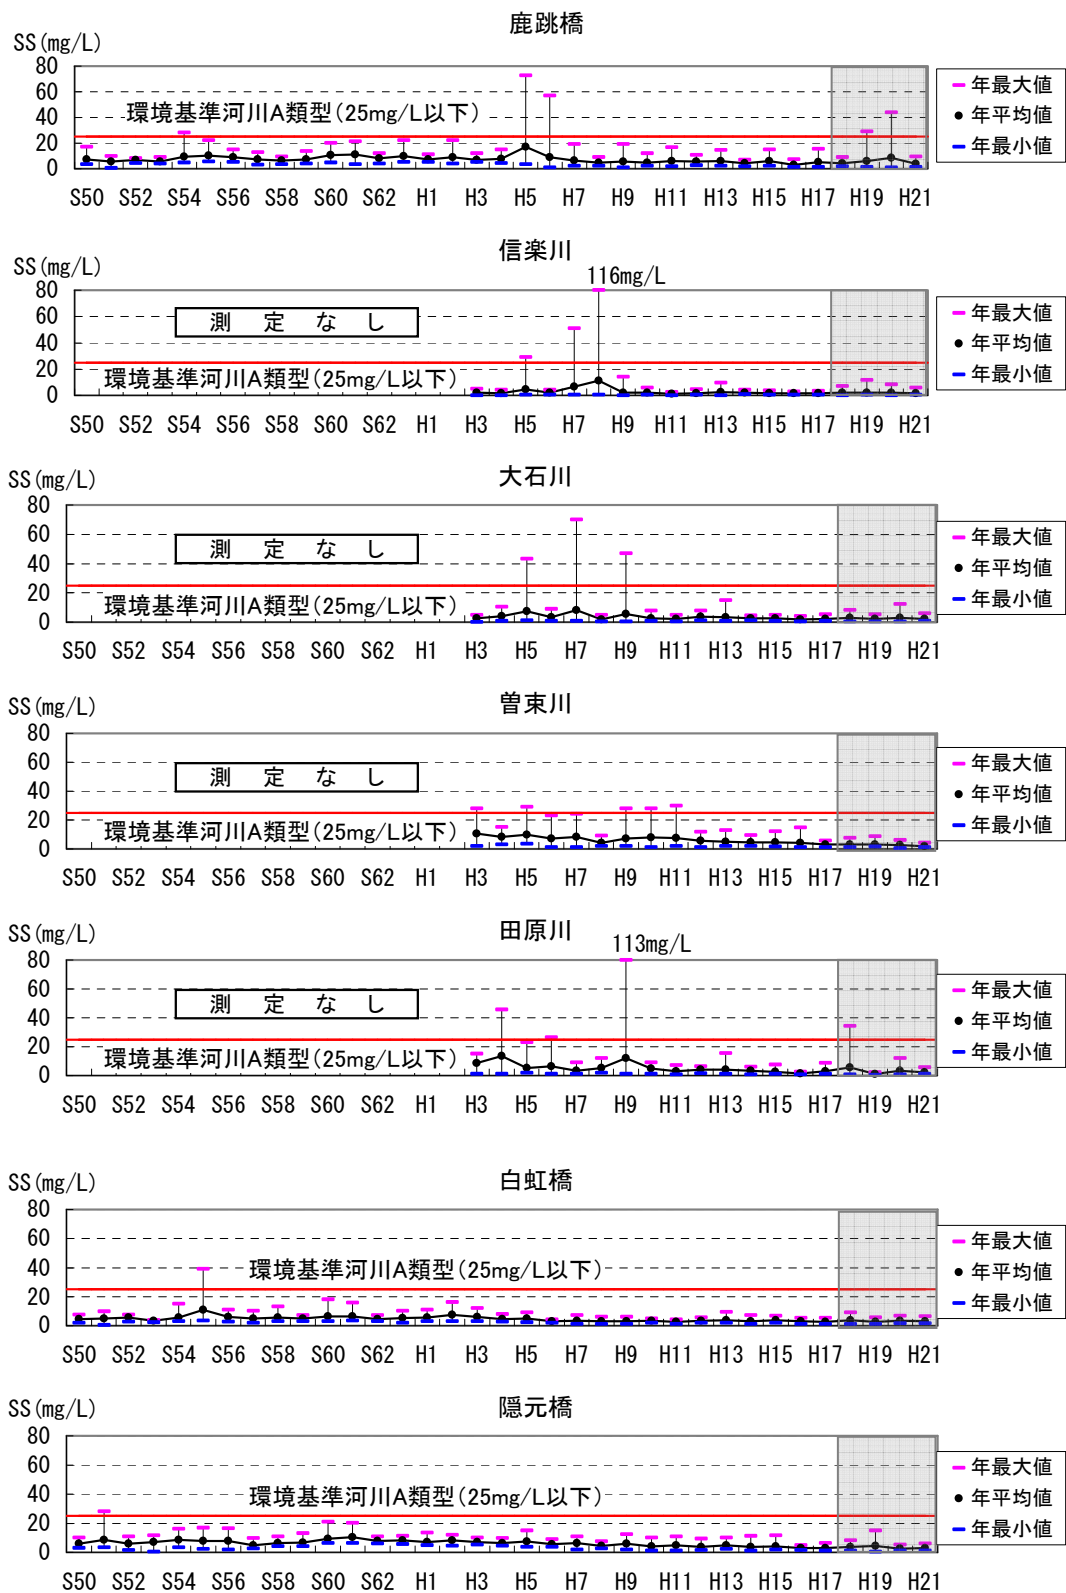 鹿跳橋
SS(mg/L)
80
60
40
20
0
環境基準河川A類型(25mg/L以下)
年最大値
年平均値
年最小値
S50 S52 S54 S56 S58 S60 S62 H1 H3 H5 H7 H9 H11 H13 H15 H17 H19 H21
信楽川
SS(mg/L)
116mg/L
80
60
40
20
0
測定なし
環境基準河川A類型(25mg/L以下)
年最大値
年平均値
年最小値
S50 S52 S54 S56 S58 S60 S62 H1 H3 H5 H7 H9 H11 H13 H15 H17 H19 H21
大石川
SS(mg/L)
80
60
40
20
0
測定なし
環境基準河川A類型(25mg/L以下)
年最大値
年平均値
年最小値
S50 S52 S54 S56 S58 S60 S62 H1 H3 H5 H7 H9 H11 H13 H15 H17 H19 H21
曽束川
SS(mg/L)
80
60
40
20
0
測定なし
環境基準河川A類型(25mg/L以下)
年最大値
年平均値
年最小値
S50 S52 S54 S56 S58 S60 S62 H1 H3 H5 H7 H9 H11 H13 H15 H17 H19 H21
田原川
SS(mg/L)
113mg/L
80
60
40
20
0
測定なし
環境基準河川A類型(25mg/L以下)
年最大値
年平均値
年最小値
S50 S52 S54 S56 S58 S60 S62 H1 H3 H5 H7 H9 H11 H13 H15 H17 H19 H21
白虹橋
SS(mg/L)
80
60
40
20
0
環境基準河川A類型(25mg/L以下)
年最大値
年平均値
年最小値
S50 S52 S54 S56 S58 S60 S62 H1 H3 H5 H7 H9 H11 H13 H15 H17 H19 H21
隠元橋
SS(mg/L)
80
60
40
20
0
環境基準河川A類型(25mg/L以下)
年最大値
年平均値
年最小値
S50 S52 S54 S56 S58 S60 S62 H1 H3 H5 H7 H9 H11 H13 H15 H17 H19 H21